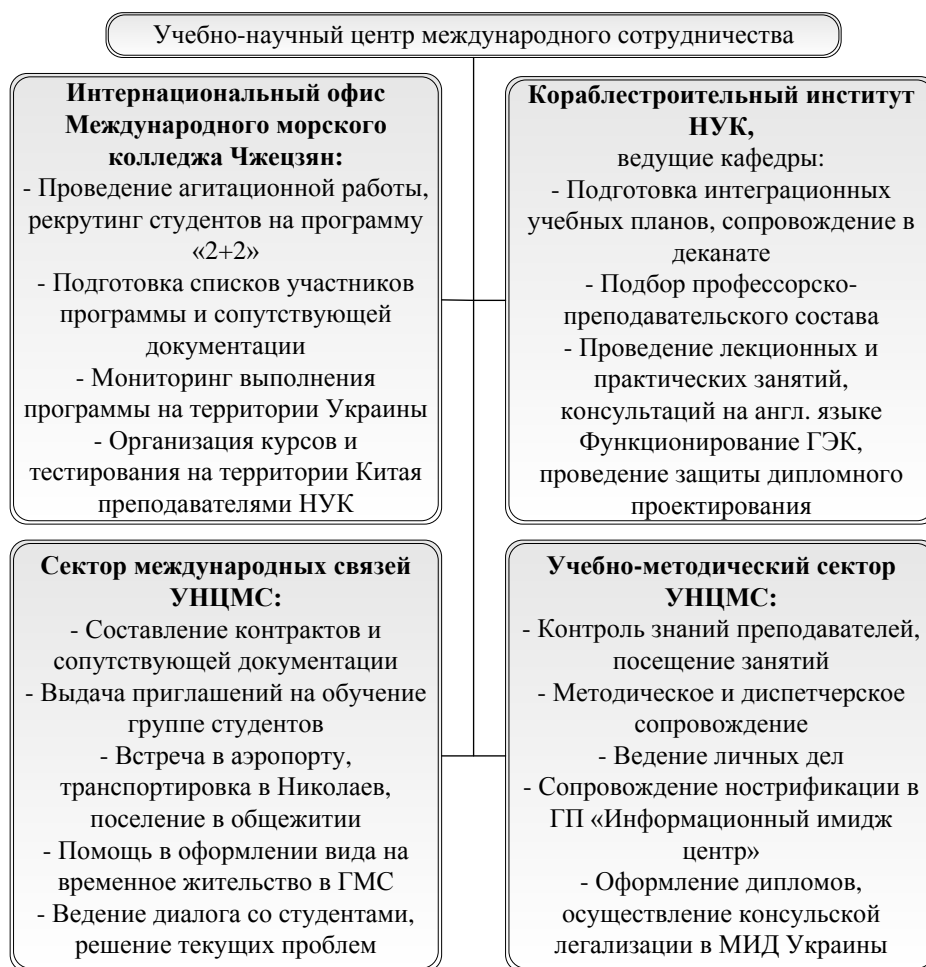 Учебно-научный центр международного сотрудничества
Интернациональный офис
Международного морского
колледжа Чжецзян:
- Проведение агитационной работы,
рекрутинг студентов на программу
«2+2»
- Подготовка списков участников
программы и сопутствующей
документации
- Мониторинг выполнения
программы на территории Украины
- Организация курсов и
тестирования на территории Китая
преподавателями НУК
Кораблестроительный институт
НУК,
ведущие кафедры:
- Подготовка интеграционных
учебных планов, сопровождение в
деканате
- Подбор профессорско-
преподавательского состава
- Проведение лекционных и
практических занятий,
консультаций на англ. языке
Функционирование ГЭК,
проведение защиты дипломного
проектирования
Сектор международных связей
УНЦМС:
- Составление контрактов и
сопутствующей документации
- Выдача приглашений на обучение
группе студентов
- Встреча в аэропорту,
транспортировка в Николаев,
поселение в общежитии
- Помощь в оформлении вида на
временное жительство в ГМС
- Ведение диалога со студентами,
решение текущих проблем
Учебно-методический сектор
УНЦМС:
- Контроль знаний преподавателей,
посещение занятий
- Методическое и диспетчерское
сопровождение
- Ведение личных дел
- Сопровождение нострификации в
ГП «Информационный имидж
центр»
- Оформление дипломов,
осуществление консульской
легализации в МИД Украины